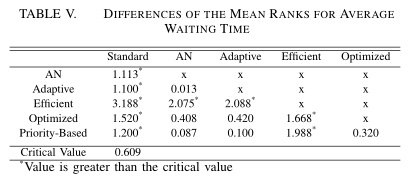 TABLE V. DIFFERENCES OF THE MEAN RANKS FOR AVERAGE
WAITING TIME
Standard AN Adaptive Efficient Optimized
AN 1.113* x x x x
Adaptive 1.100* 0.013 x x x
Efficient 3.188* 2.075* 2.088* x x
Optimized 1.520* 0.408 0.420 1.668* x
Priority-Based 1.200* 0.087 0.100 1.988* 0.320
Critical Value 0.609
*Value is greater than the critical value